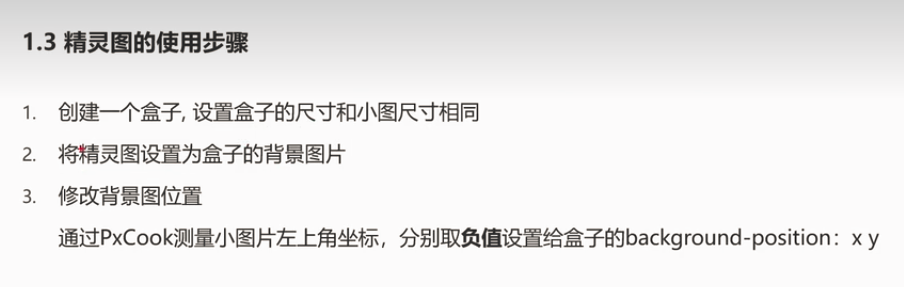 1.3 精灵图的使用步骤
1. 创建一个盒子, 设置盒子的尺寸和小图尺寸相同
2. 将精灵图设置为盒子的背景图片
3. 修改背景图位置
通过PxCook测量小图片左上角坐标，分别取负值设置给盒子的background-position：x y